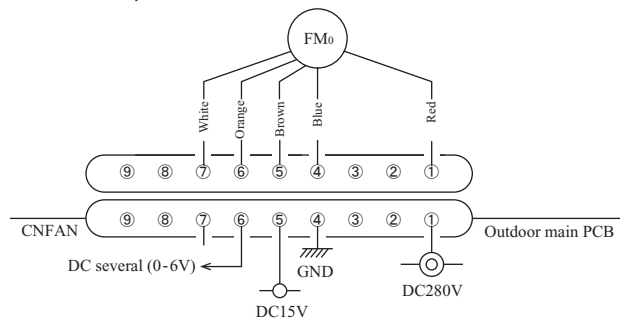 FM0
White
Orange
Brown
Blue
Red
⑨ ⑧ ⑦ ⑥ ⑤ ④ ③ ② ①
⑨ ⑧ ⑦ ⑥ ⑤ ④ ③ ② ①
CNFAN
Outdoor main PCB
DC several (0-6V)
GND
DC15V
DC280V